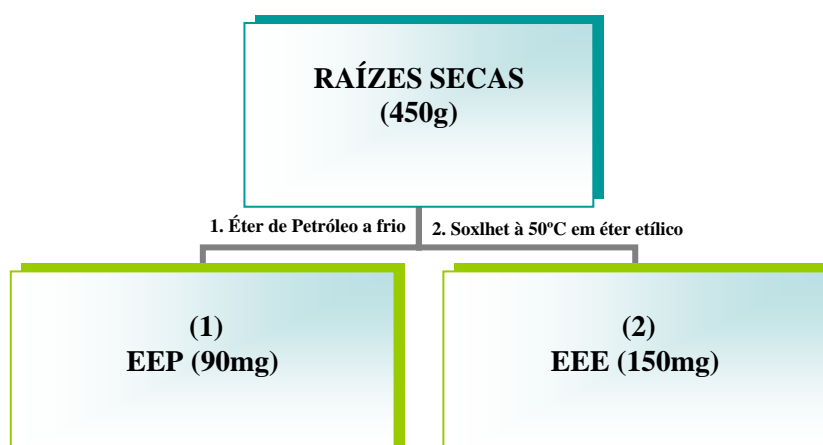 RAÍZES SECAS
(450g)
1. Éter de Petróleo a frio
2. Soxlhet à 50ºC em éter etílico
(1)
EEP (90mg)
(2)
EEE (150mg)